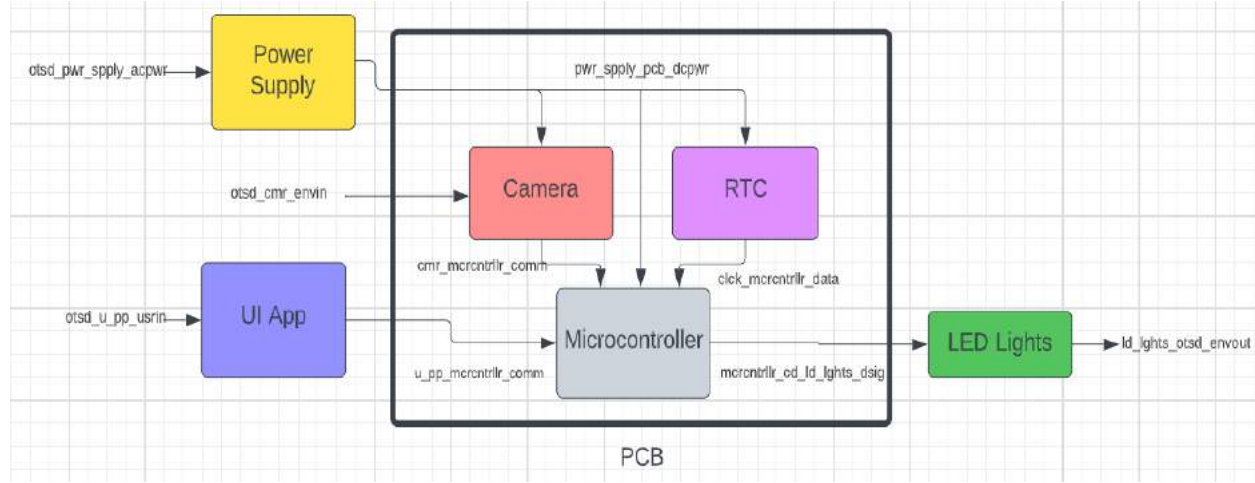 Power
Supply
otsd_pwr_spply_acpwr
pwr_spply_pcb_dcpwr
Camera
RTC
otsd_cmr_envin
cmr_mcrcntrllr_comm
clck_mcrcntrllr_data
UI App
otsd_u_pp_usrin
Microcontroller
LED Lights
ld_lghts_otsd_envout
u_pp_mcrcntrllr_comm
mcrcntrllr_cd_ld_lghts_dsig
PCB